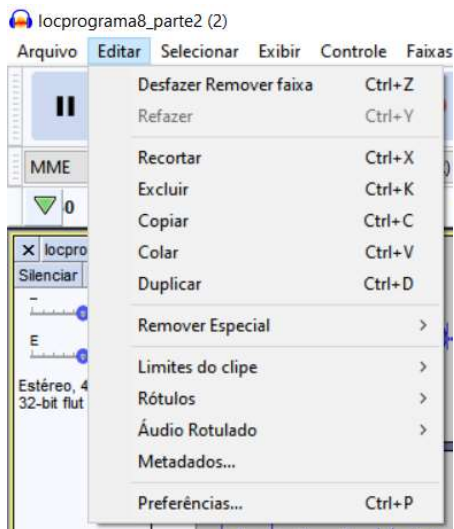 locprograma8_parte2 (2)
Arquivo Editar Selecionar Exibir Controle Faixas
Desfazer Remover faixa Ctrl+Z
Refazer Ctrl+Y
MME
Recortar Ctrl+X
Excluir Ctrl+K
Copiar Ctrl+C
Colar Ctrl+V
Duplicar Ctrl+D
Remover Especial >
Limites do clipe >
Rótulos >
Áudio Rotulado >
Metadados...
Preferências... Ctrl+P
X locpro
Silenciar
- 
E
Estéreo, 4
32-bit flut